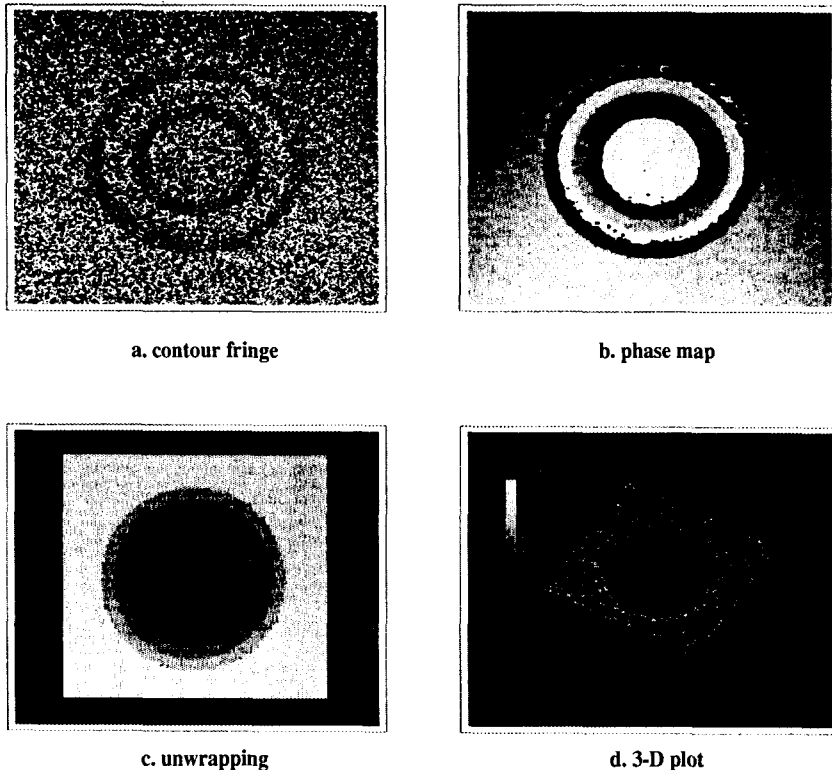 a. contour fringe
b. phase map
c. unwrapping
d. 3-D plot